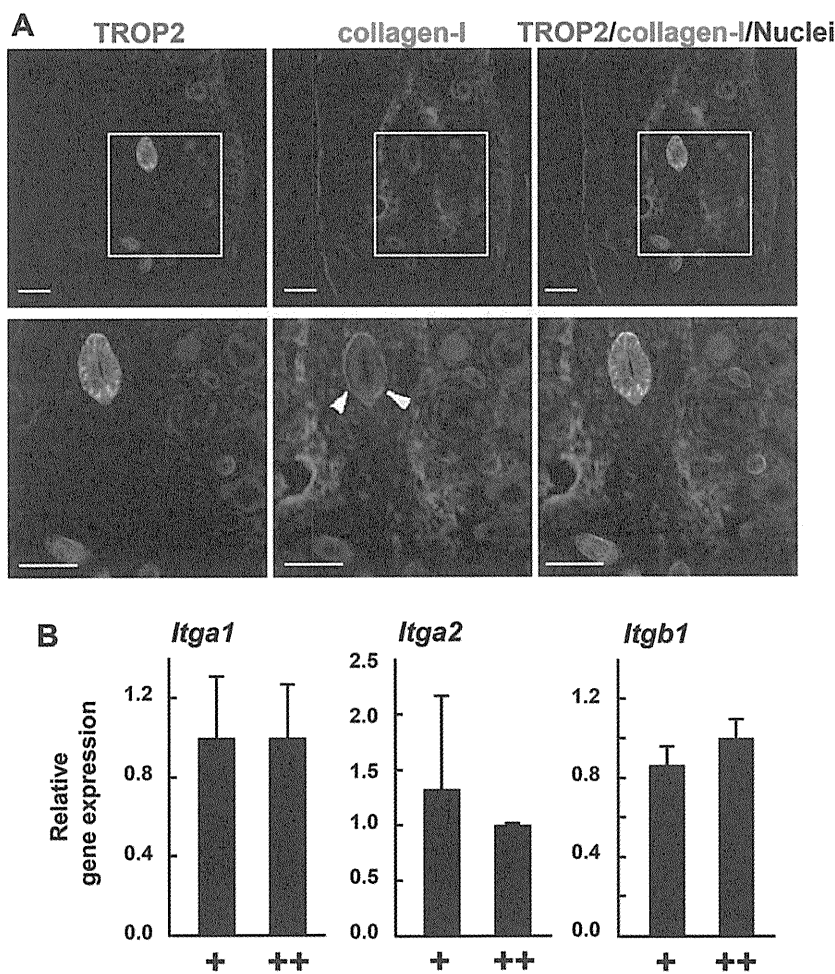 A
TROP2 collagen-I TROP2/collagen-I/Nuclei
B
Itga1 Itga2 Itgb1
Relative
gene expression
1.2
0.8
0.4
0.0
2.5
2.0
1.5
1.0
0.5
0.0
1.2
0.8
0.4
0.0
+ ++ + ++ + ++